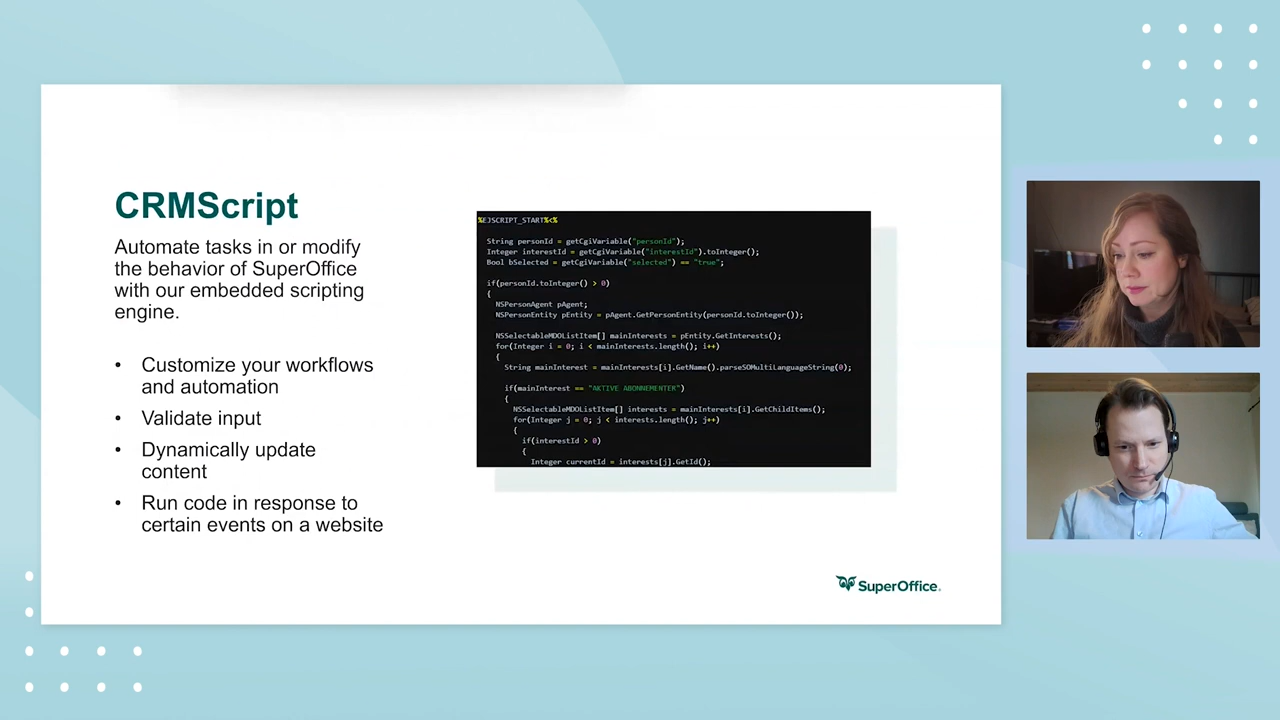 CRMScript
Automate tasks in or modify
the behavior of SuperOffice
with our embedded scripting
engine.
• Customize your workflows
and automation
• Validate input
• Dynamically update
content
• Run code in response to
certain events on a website
%EJSCRIPT_START%<%
String personId = getCgiVariable("personId");
Integer interestId = getCgiVariable("interestId").toInteger();
Bool bSelected = getCgiVariable("selected") == "true";
if(personId.toInteger() > 0)
{
NSPersonAgent pAgent;
NSPersonEntity pEntity = pAgent.GetPersonEntity(personId.toInteger());
NSSelectableMDOListItem[] mainInterests = pEntity.GetInterests();
for(Integer i = 0; i < mainInterests.length(); i++)
{
String mainInterest = mainInterests[i].GetName().parseSOMultiLanguageString(0);
if(mainInterest == "AKTIVE ABONNEMENTER")
{
NSSelectableMDOListItem[] interests = mainInterests[i].GetChildItems();
for(Integer j = 0; j < interests.length(); j++)
{
if(interestId > 0)
{
Integer currentId = interests[j].GetId();
SuperOffice.